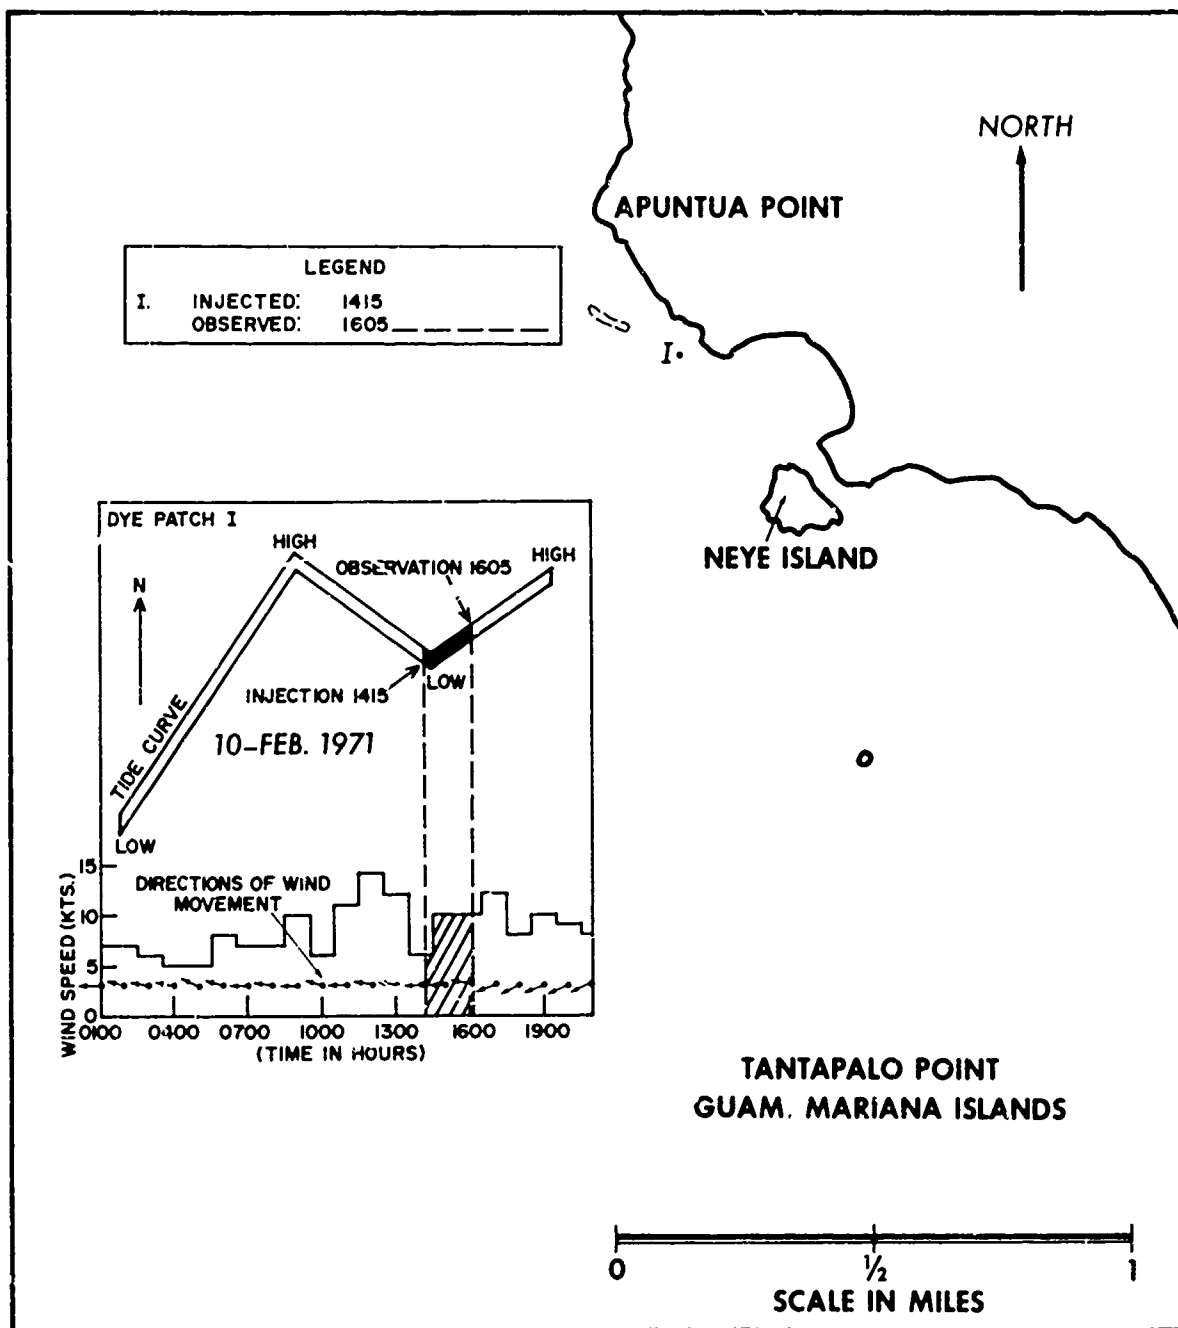 NORTH
APUNTUA POINT
LEGEND
I. INJECTED: 1415
OBSERVED: 1605
I
NEYE ISLAND
DYE PATCH I
HIGH
HIGH
OBSERVATION 1605
N
INJECTION 1415
LOW
TIDE CURVE
10-FEB. 1971
LOW
DIRECTIONS OF WIND
MOVEMENT
WIND SPEED (KTS.)
15
10
5
0
0100 0400 0700 1000 1300 1600 1900
(TIME IN HOURS)
TANTAPALO POINT
GUAM. MARIANA ISLANDS
0 ½ 1
SCALE IN MILES